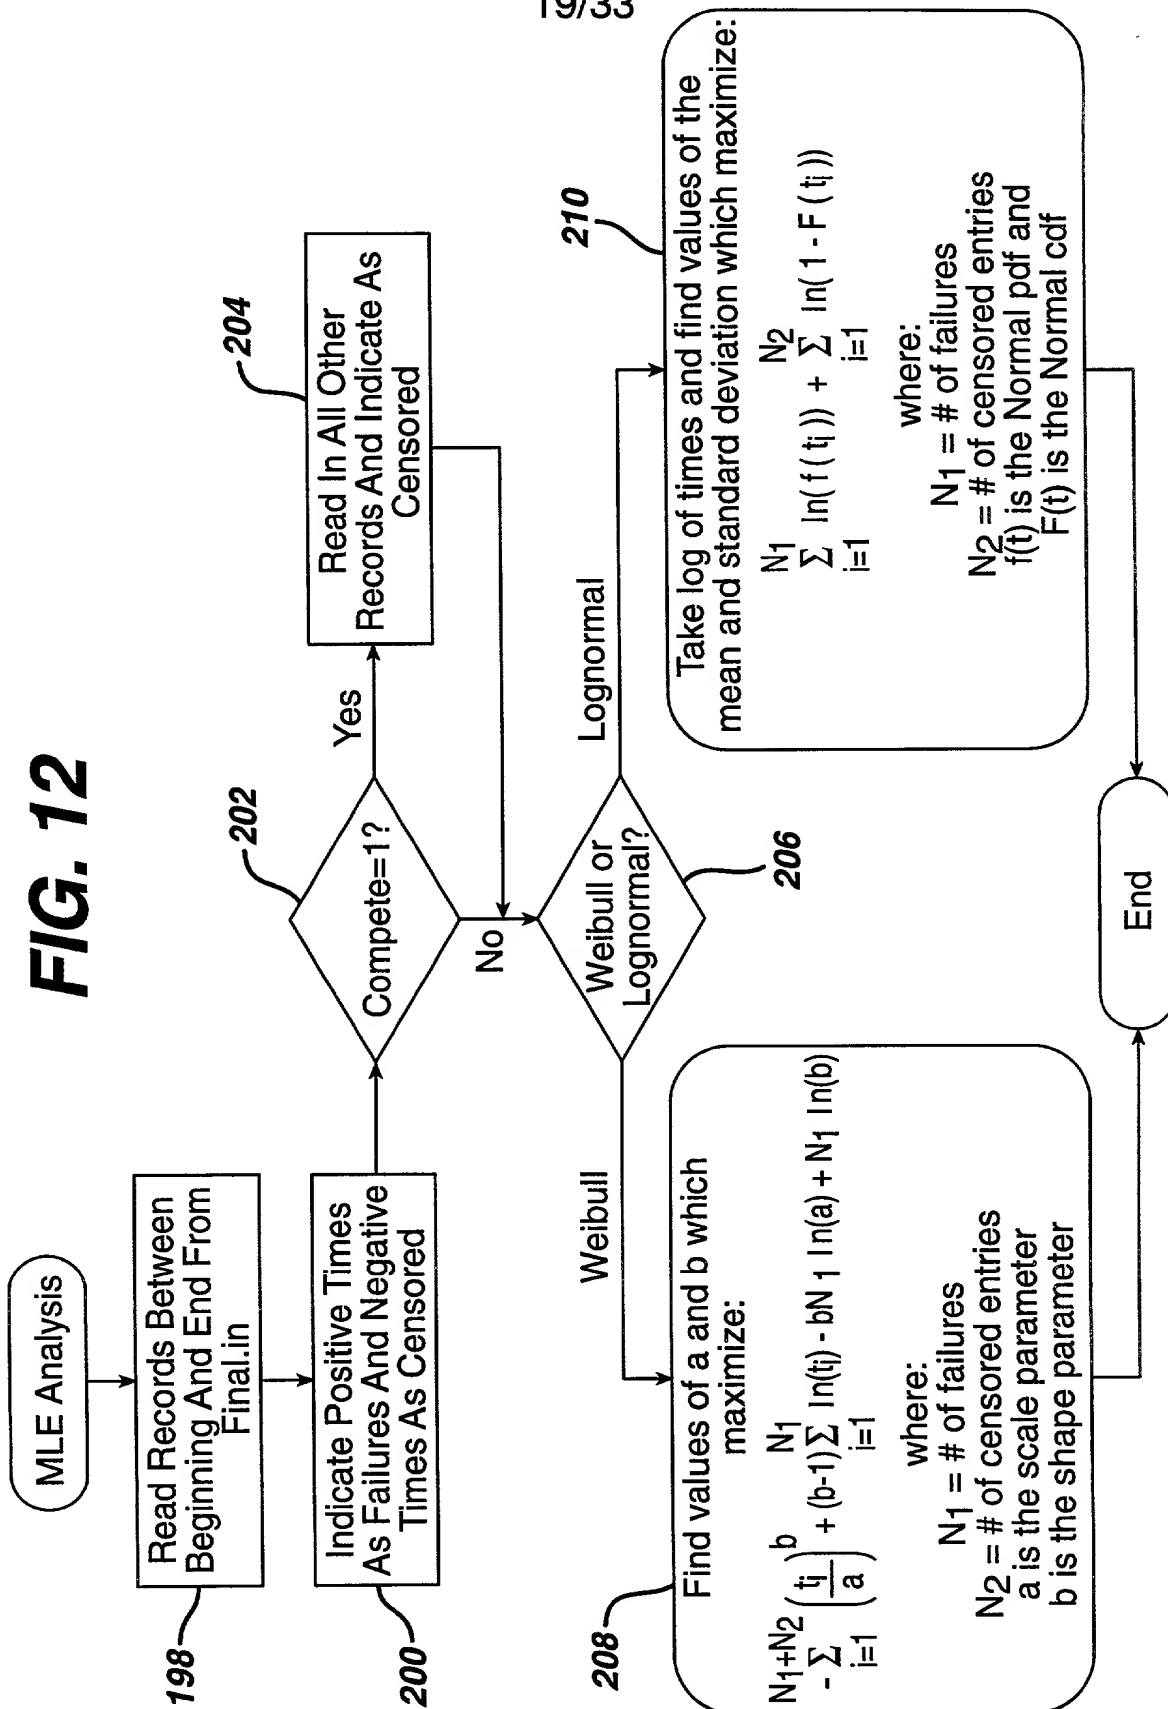 19/33
FIG. 12
MLE Analysis
Read Records Between
Beginning And End From
Final.in
198
Indicate Positive Times
As Failures And Negative
Times As Censored
200
Compete=1?
202
Yes
No
Read In All Other
Records And Indicate As
Censored
204
Weibull or
Lognormal?
206
Weibull
Lognormal
208
Find values of a and b which
maximize:
N1+N2
- Σ (ti/a)^b + (b-1) Σ ln(ti) - bN1 ln(a) + N1 ln(b)
i=1
N1
i=1
where:
N1 = # of failures
N2 = # of censored entries
a is the scale parameter
b is the shape parameter
210
Take log of times and find values of the
mean and standard deviation which maximize:
N1 N2
Σ ln(f(ti)) + Σ ln(1 - F(ti))
i=1 i=1
where:
N1 = # of failures
N2 = # of censored entries
f(t) is the Normal pdf and
F(t) is the Normal cdf
End